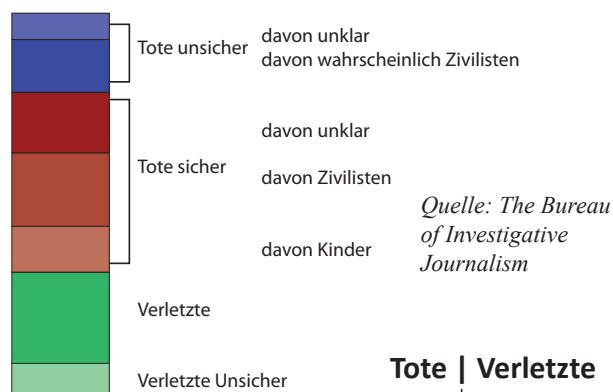 Tote unsicher
davon unklar
davon wahrscheinlich Zivilisten
Tote sicher
davon unklar
davon Zivilisten
davon Kinder
Quelle: The Bureau
of Investigative
Journalism
Verletzte
Verletzte Unsicher
Tote | Verletzte